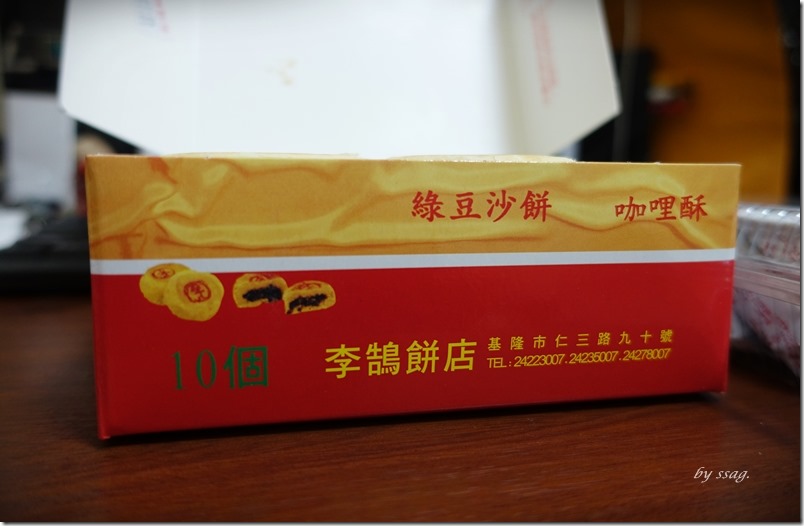 綠豆沙餅 咖哩酥
10個
李鵠餅店
基隆市仁三路九十號
TEL：24223007．24235007．24278007
by ssag.